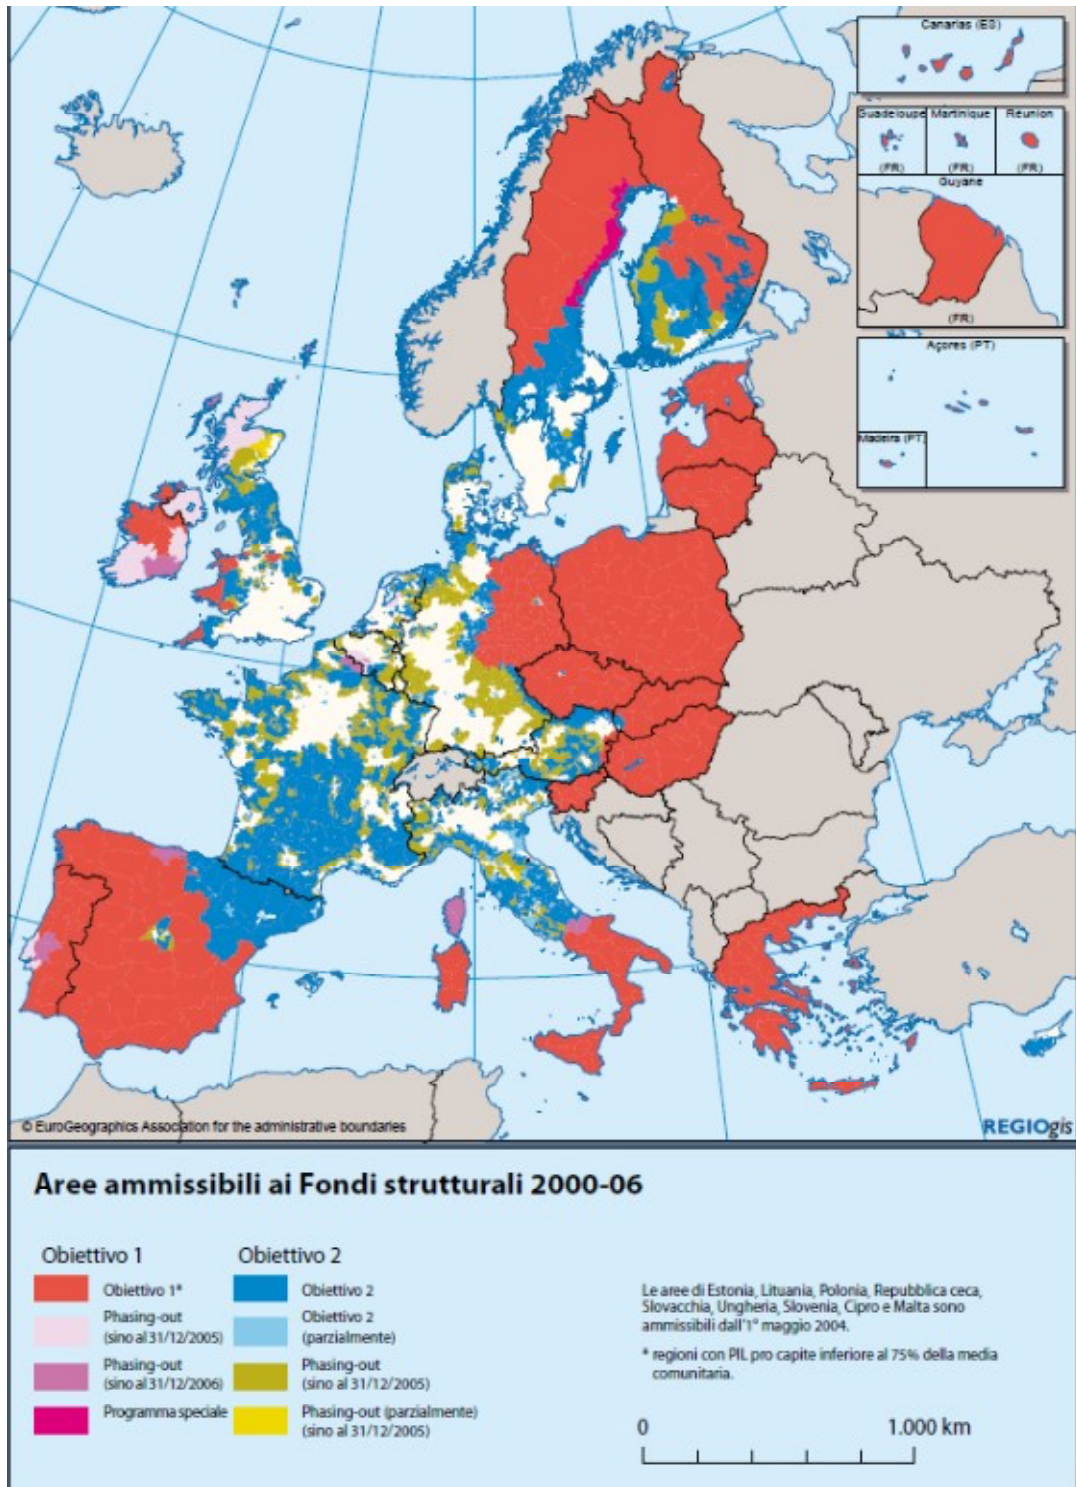 Canarias (ES)
Guadeloupe
Martinique
Réunion
(FR)
(FR)
(FR)
Guyane
(FR)
Açores (PT)
Madeira (PT)
© EuroGeographics Association for the administrative boundaries
REGIOgis
Aree ammissibili ai Fondi strutturali 2000-06
Obiettivo 1
Obiettivo 1*
Phasing-out
(sino al 31/12/2005)
Phasing-out
(sino al 31/12/2006)
Programma speciale
Obiettivo 2
Obiettivo 2
Obiettivo 2
(parzialmente)
Phasing-out
(sino al 31/12/2005)
Phasing-out (parzialmente)
(sino al 31/12/2005)
Le aree di Estonia, Lituania, Polonia, Repubblica ceca,
Slovacchia, Ungheria, Slovenia, Cipro e Malta sono
ammissibili dall'1° maggio 2004.
* regioni con PIL pro capite inferiore al 75% della media
comunitaria.
0
1.000 km